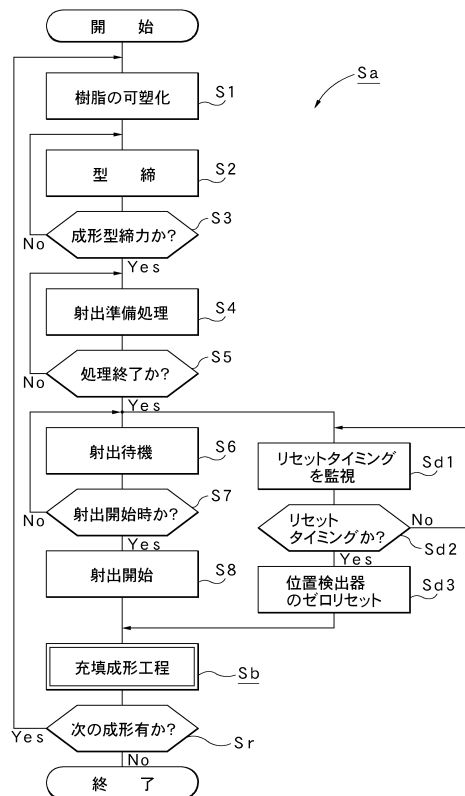 開 始
Sa
樹脂の可塑化
S1
型 締
S2
成形型締力か?
S3
No
Yes
射出準備処理
S4
処理終了か?
S5
No
Yes
射出待機
S6
射出開始時か?
S7
No
Yes
射出開始
S8
リセットタイミング
を監視
Sd1
リセット
タイミングか?
Sd2
No
Yes
位置検出器
のゼロリセット
Sd3
充填成形工程
Sb
次の成形有か?
Sr
Yes
No
終 了